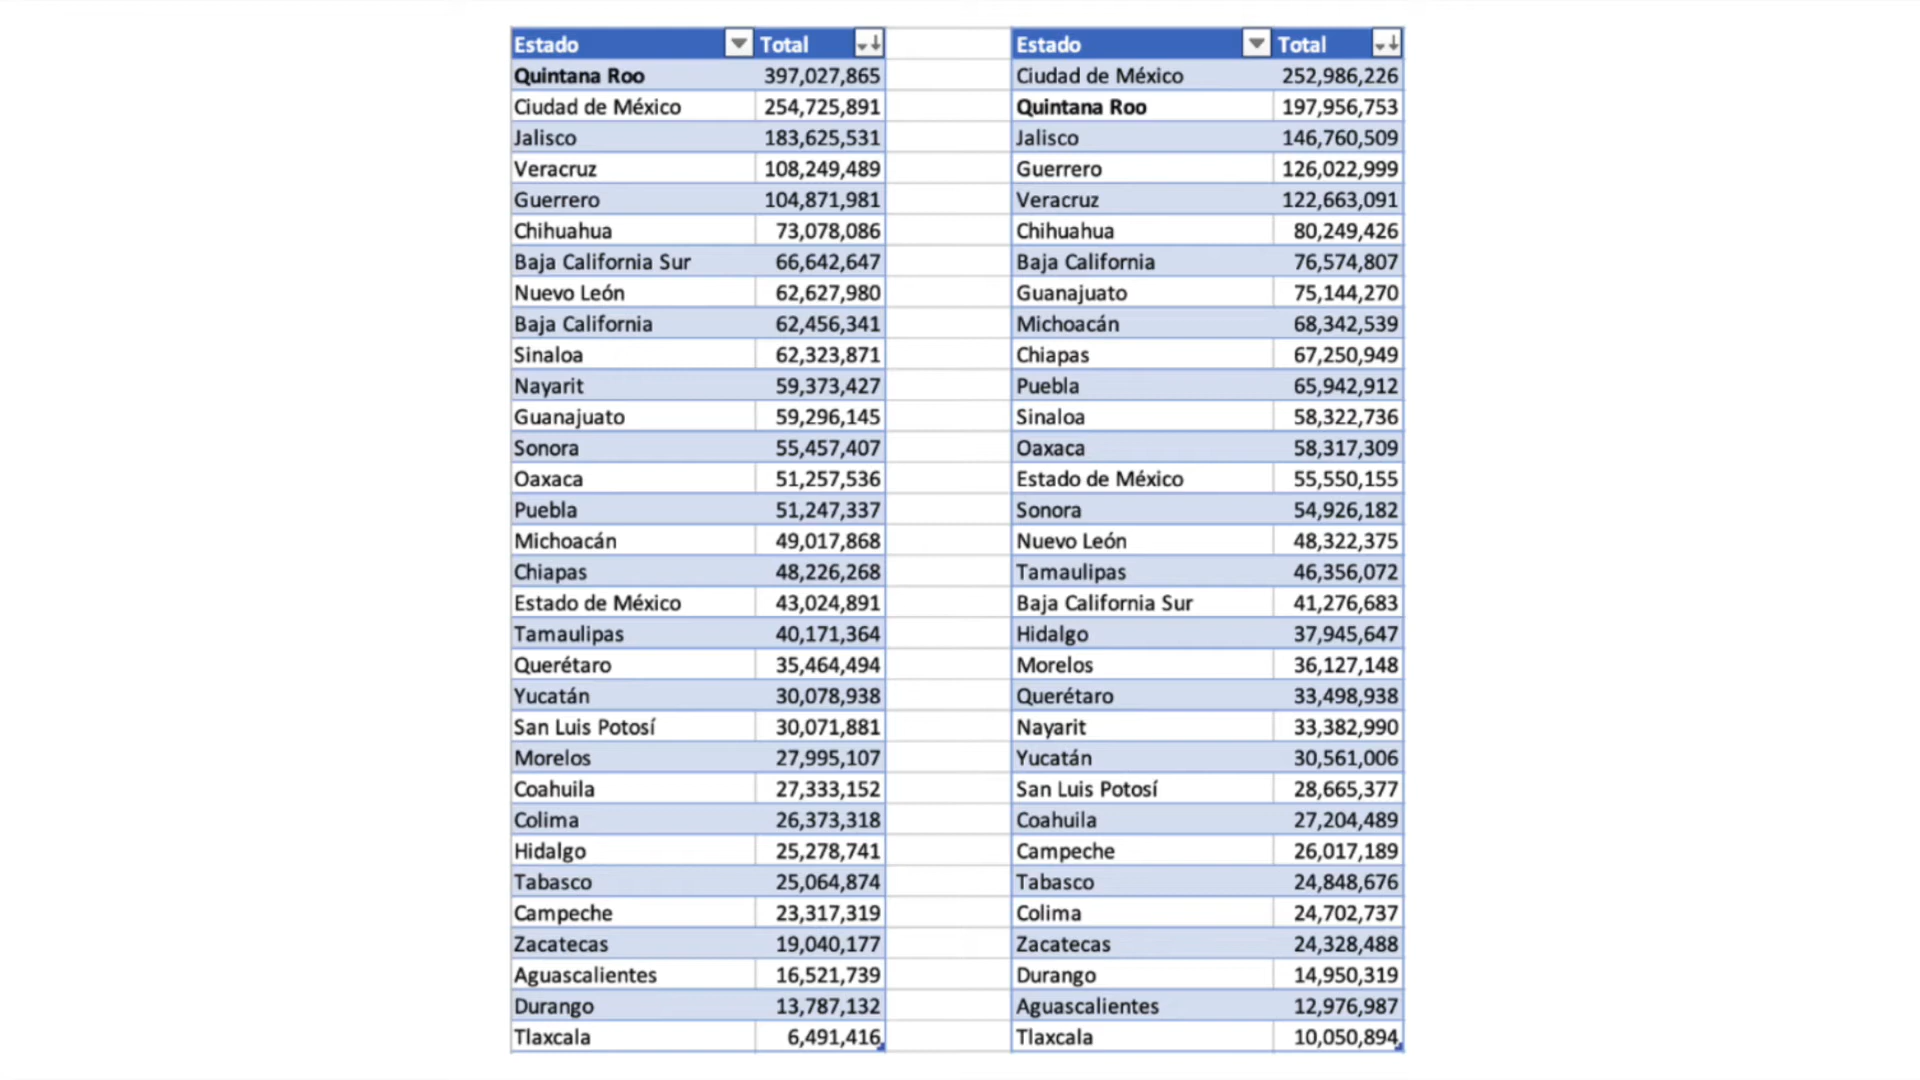 Estado Total
Quintana Roo 397,027,865
Ciudad de México 254,725,891
Jalisco 183,625,531
Veracruz 108,249,489
Guerrero 104,871,981
Chihuahua 73,078,086
Baja California Sur 66,642,647
Nuevo León 62,627,980
Baja California 62,456,341
Sinaloa 62,323,871
Nayarit 59,373,427
Guanajuato 59,296,145
Sonora 55,457,407
Oaxaca 51,257,536
Puebla 51,247,337
Michoacán 49,017,868
Chiapas 48,226,268
Estado de México 43,024,891
Tamaulipas 40,171,364
Querétaro 35,464,494
Yucatán 30,078,938
San Luis Potosí 30,071,881
Morelos 27,995,107
Coahuila 27,333,152
Colima 26,373,318
Hidalgo 25,278,741
Tabasco 25,064,874
Campeche 23,317,319
Zacatecas 19,040,177
Aguascalientes 16,521,739
Durango 13,787,132
Tlaxcala 6,491,416
Estado Total
Ciudad de México 252,986,226
Quintana Roo 197,956,753
Jalisco 146,760,509
Guerrero 126,022,999
Veracruz 122,663,091
Chihuahua 80,249,426
Baja California 76,574,807
Guanajuato 75,144,270
Michoacán 68,342,539
Chiapas 67,250,949
Puebla 65,942,912
Sinaloa 58,322,736
Oaxaca 58,317,309
Estado de México 55,550,155
Sonora 54,926,182
Nuevo León 48,322,375
Tamaulipas 46,356,072
Baja California Sur 41,276,683
Hidalgo 37,945,647
Morelos 36,127,148
Querétaro 33,498,938
Nayarit 33,382,990
Yucatán 30,561,006
San Luis Potosí 28,665,377
Coahuila 27,204,489
Campeche 26,017,189
Tabasco 24,848,676
Colima 24,702,737
Zacatecas 24,328,488
Durango 14,950,319
Aguascalientes 12,976,987
Tlaxcala 10,050,894